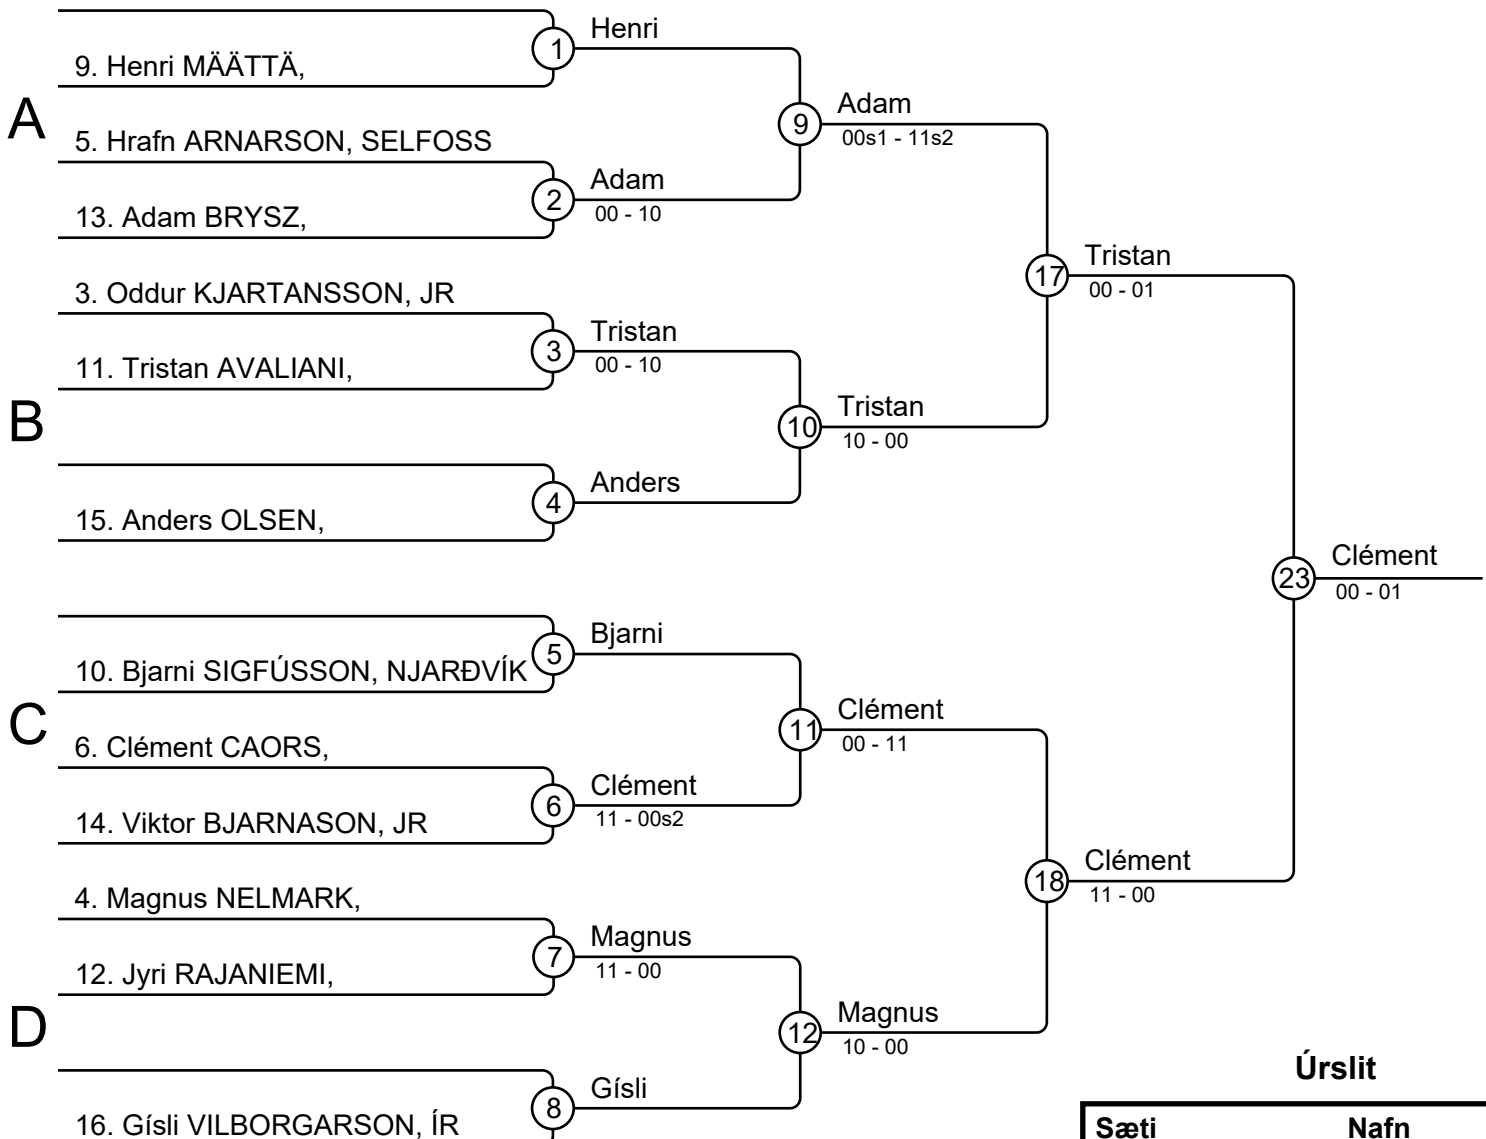 Henri
1
9. Henri MÄÄTTÄ,
A
Adam
9
00s1 - 11s2
5. Hrafn ARNARSON, SELFOSS
Adam
2
00 - 10
13. Adam BRYSZ,
Tristan
17
00 - 01
3. Oddur KJARTANSSON, JR
Tristan
3
00 - 10
11. Tristan AVALIANI,
B
Tristan
10
10 - 00
Anders
4
15. Anders OLSEN,
Clément
23
00 - 01
Bjarni
5
10. Bjarni SIGFÚSSON, NJARÐVÍK
C
Clément
11
00 - 11
6. Clément CAORS,
Clément
6
11 - 00s2
14. Viktor BJARNASON, JR
Clément
18
11 - 00
4. Magnus NELMARK,
Magnus
7
11 - 00
12. Jyri RAJANIEMI,
D
Magnus
12
10 - 00
Gísli
8
16. Gísli VILBORGARSON, ÍR
Úrslit
Sæti Nafn